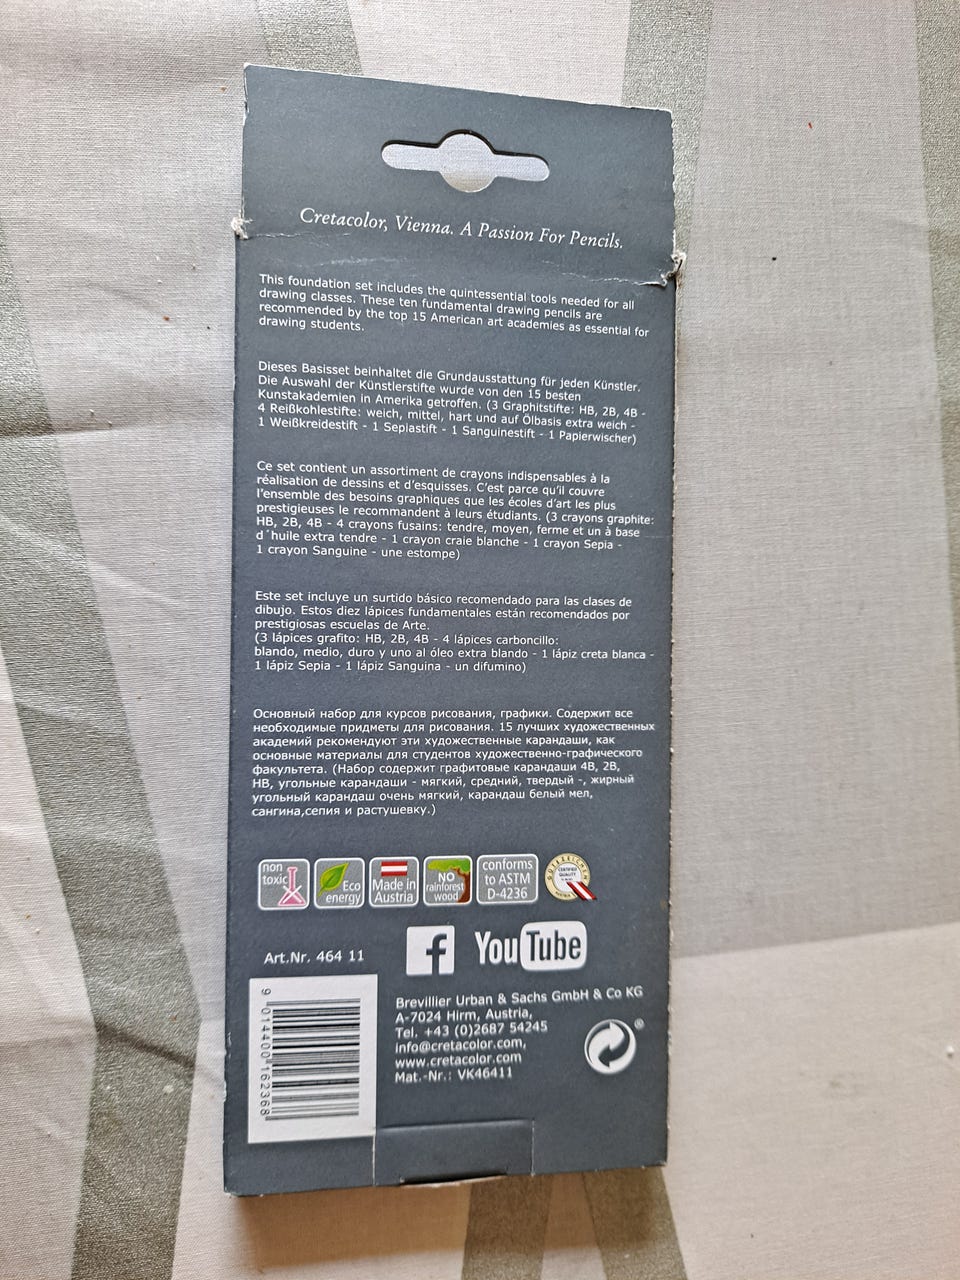 Cretacolor, Vienna. A Passion For Pencils.
This foundation set includes the quintessential tools needed for all
drawing classes. These ten fundamental drawing pencils are
recommended by the top 15 American art academies as essential for
drawing students.
Dieses Basisset beinhaltet die Grundausstattung für jeden Künstler.
Die Auswahl der Künstlerstifte wurde von den 15 besten
Kunstakademien in Amerika getroffen. (3 Graphitstifte: HB, 2B, 4B -
4 Reißkohlestifte: weich, mittel, hart und auf Ölbasis extra weich -
1 Weißkreidestift - 1 Sepiastift - 1 Sanguinestift - 1 Papierwischer)
Ce set contient un assortiment de crayons indispensables à la
réalisation de dessins et d'esquisses. C'est parce qu'il couvre
l'ensemble des besoins graphiques que les écoles d'art les plus
prestigieuses le recommandent à leurs étudiants. (3 crayons graphite:
HB, 2B, 4B - 4 crayons fusains: tendre, moyen, ferme et un à base
d´huile extra tendre - 1 crayon craie blanche - 1 crayon Sepia -
1 crayon Sanguine - une estompe)
Este set incluye un surtido básico recomendado para las clases de
dibujo. Estos diez lápices fundamentales están recomendados por
prestigiosas escuelas de Arte.
(3 lápices grafito: HB, 2B, 4B - 4 lápices carboncillo:
blando, medio, duro y uno al óleo extra blando - 1 lápiz creta blanca -
1 lápiz Sepia - 1 lápiz Sanguina - un difumino)
Основный набор для курсов рисования, графики. Содержит все
необходимые придметы для рисования. 15 лучших художественных
академий рекомендуют эти художественные карандаши, как
основные материалы для студентов художественно-графического
факультета. (Набор содержит графитовые карандаши 4B, 2B,
HB, угольные карандаши - мягкий, средний, твердый -, жирный
угольный карандаш очень мягкий, карандаш белый мел,
сангина,сепия и растушевку.)
non
toxic
Eco
energy
Made in
Austria
NO
rainforest
wood
conforms
to ASTM
D-4236
CERTIFIED
QUALITY
Art.Nr. 464 11
f
YouTube
9 014400 162368
Brevillier Urban & Sachs GmbH & Co KG
A-7024 Hirm, Austria,
Tel. +43 (0)2687 54245
info@cretacolor.com,
www.cretacolor.com
Mat.-Nr.: VK46411
®